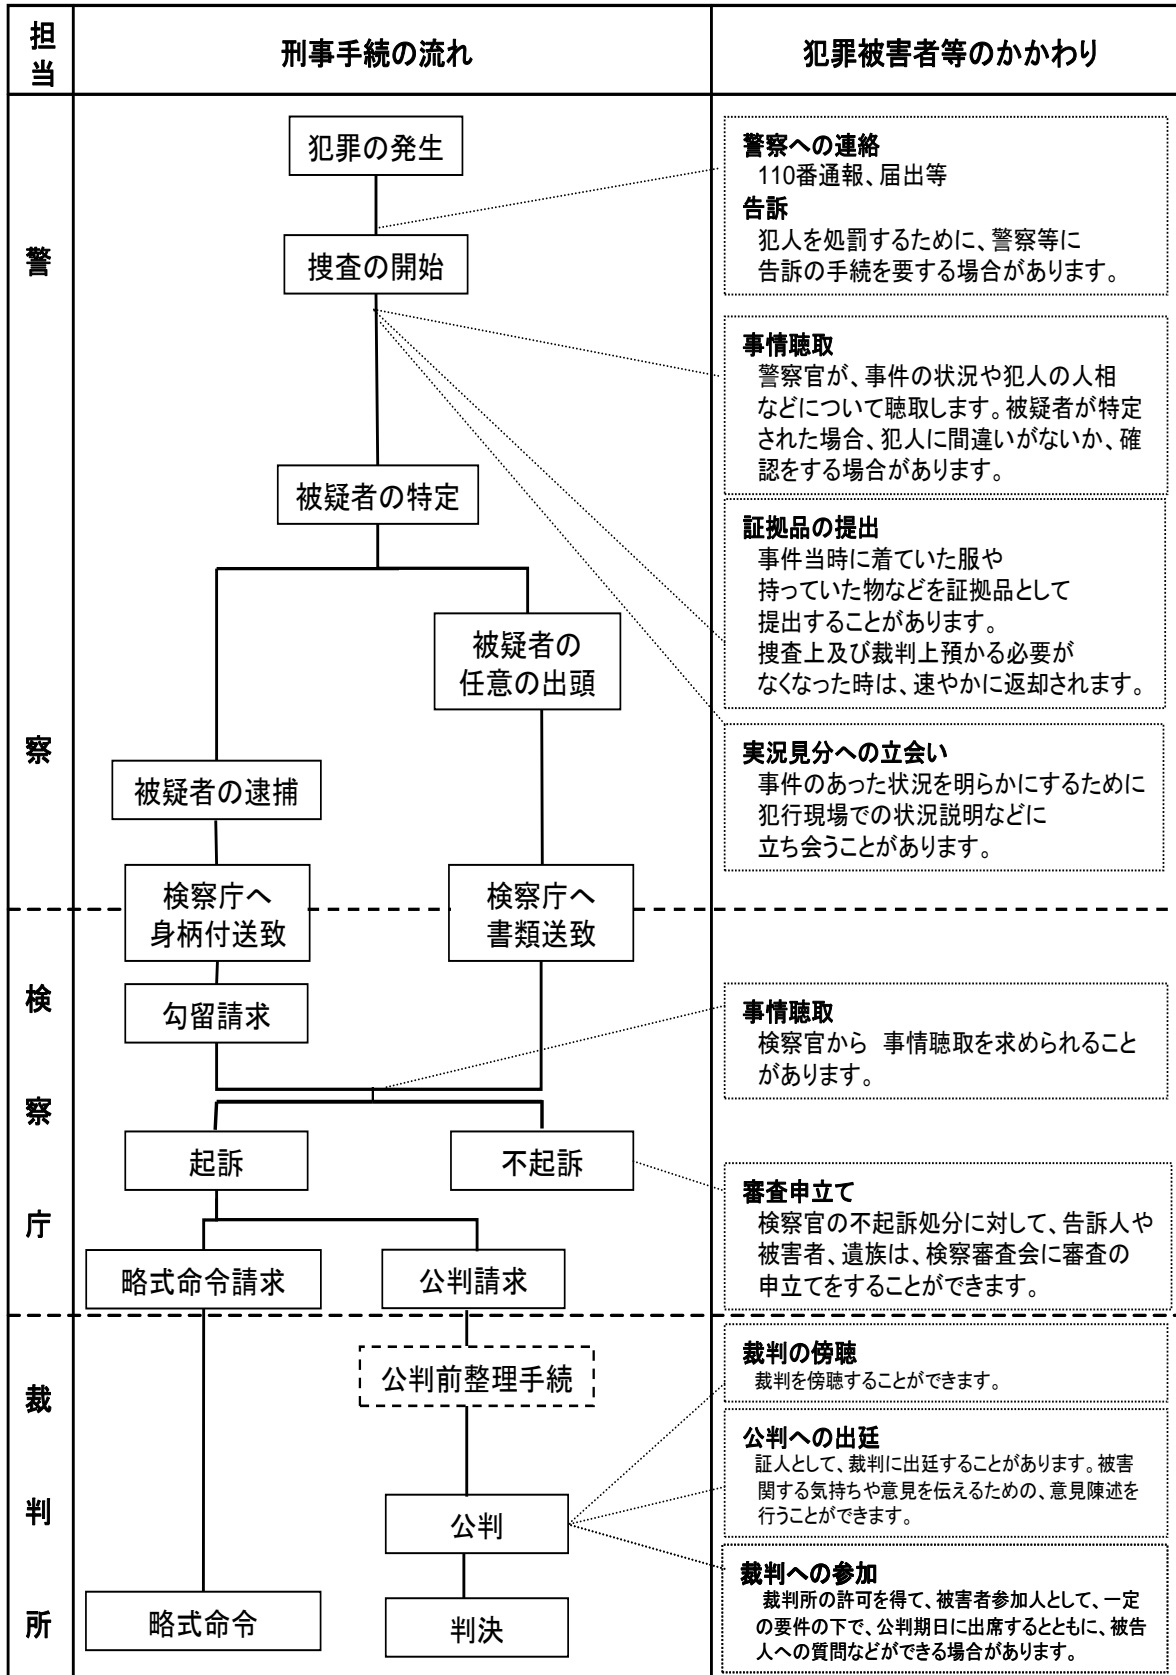 担
当
刑事手続の流れ
犯罪被害者等のかかわり
警
察
検
察
庁
裁
判
所
犯罪の発生
捜査の開始
被疑者の特定
被疑者の
任意の出頭
被疑者の逮捕
検察庁へ
身柄付送致
検察庁へ
書類送致
勾留請求
起訴
不起訴
略式命令請求
公判請求
公判前整理手続
公判
略式命令
判決
警察への連絡
110番通報、届出等
告訴
犯人を処罰するために、警察等に
告訴の手続を要する場合があります。
事情聴取
警察官が、事件の状況や犯人の人相
などについて聴取します。被疑者が特定
された場合、犯人に間違いがないか、確
認をする場合があります。
証拠品の提出
事件当時に着ていた服や
持っていた物などを証拠品として
提出することがあります。
捜査上及び裁判上預かる必要が
なくなった時は、速やかに返却されます。
実況見分への立会い
事件のあった状況を明らかにするために
犯行現場での状況説明などに
立ち会うことがあります。
事情聴取
検察官から 事情聴取を求められること
があります。
審査申立て
検察官の不起訴処分に対して、告訴人や
被害者、遺族は、検察審査会に審査の
申立てをすることができます。
裁判の傍聴
裁判を傍聴することができます。
公判への出廷
証人として、裁判に出廷することがあります。被害
関する気持ちや意見を伝えるための、意見陳述を
行うことができます。
裁判への参加
裁判所の許可を得て、被害者参加人として、一定
の要件の下で、公判期日に出席するとともに、被告
人への質問などができる場合があります。